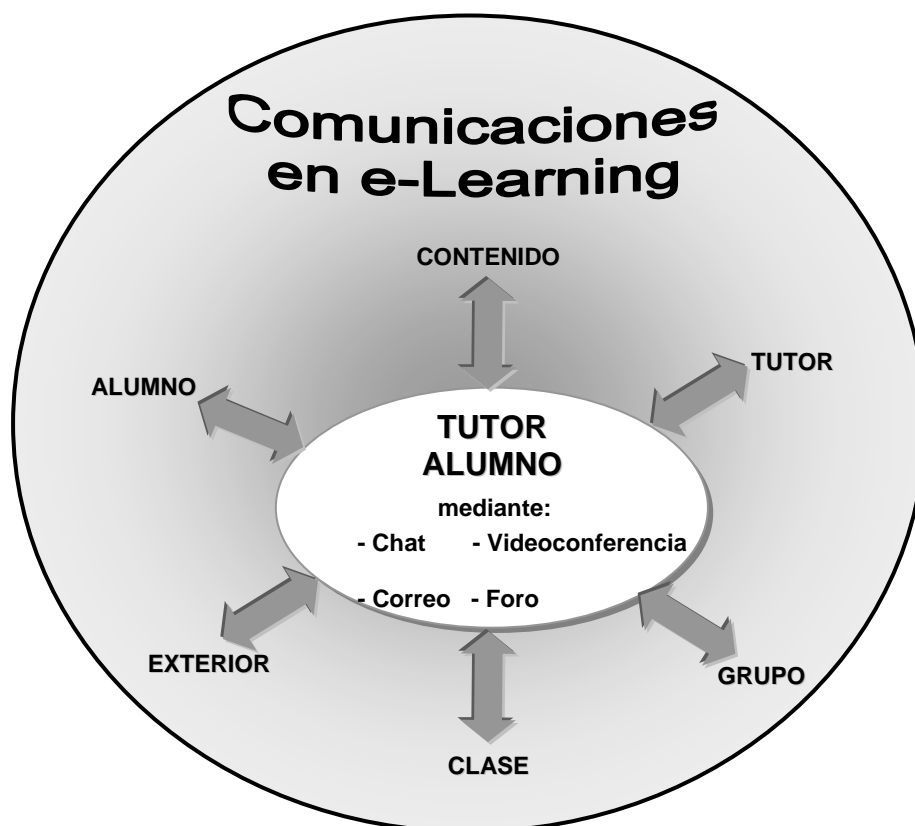 Comunicaciones
en e-Learning
CONTENIDO
TUTOR
ALUMNO
TUTOR
ALUMNO
mediante:
- Chat - Videoconferencia
- Correo - Foro
EXTERIOR
GRUPO
CLASE